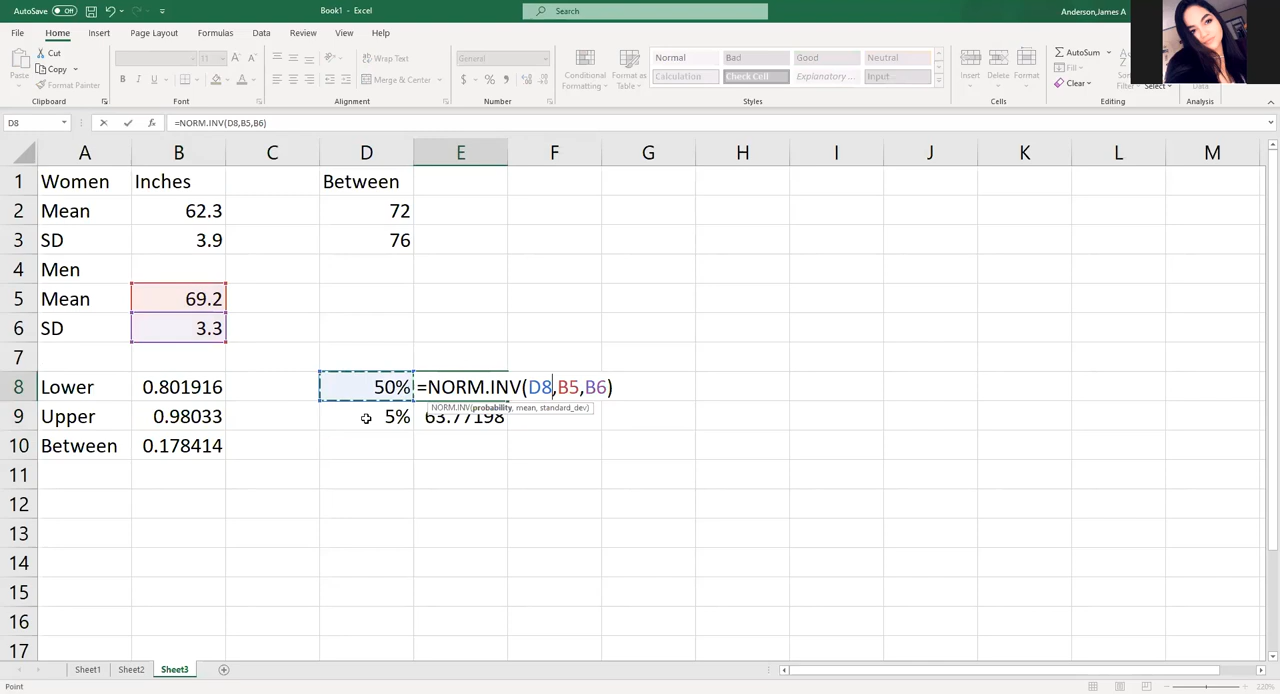 AutoSave Off Book1 - Excel Search Anderson,James A
File Home Insert Page Layout Formulas Data Review View Help
Paste Cut Copy Format Painter Clipboard
11 A A B I U A Font
Wrap Text Merge & Center Alignment
General $ % , Number
Conditional Formatting Format as Table
Normal Bad Good Neutral
Calculation Check Cell Explanatory ... Input
Styles
Insert Delete Format Cells
AutoSum Fill Clear Select Editing
Data Analysis
D8 fx =NORM.INV(D8,B5,B6)
A B C D E F G H I J K L M
1 Women Inches Between
2 Mean 62.3 72
3 SD 3.9 76
4 Men
5 Mean 69.2
6 SD 3.3
7
8 Lower 0.801916 50% =NORM.INV(D8,B5,B6)
NORM.INV(probability, mean, standard_dev)
9 Upper 0.98033 5% 63.77198
10 Between 0.178414
11
12
13
14
15
16
17
Sheet1 Sheet2 Sheet3
Point 220%